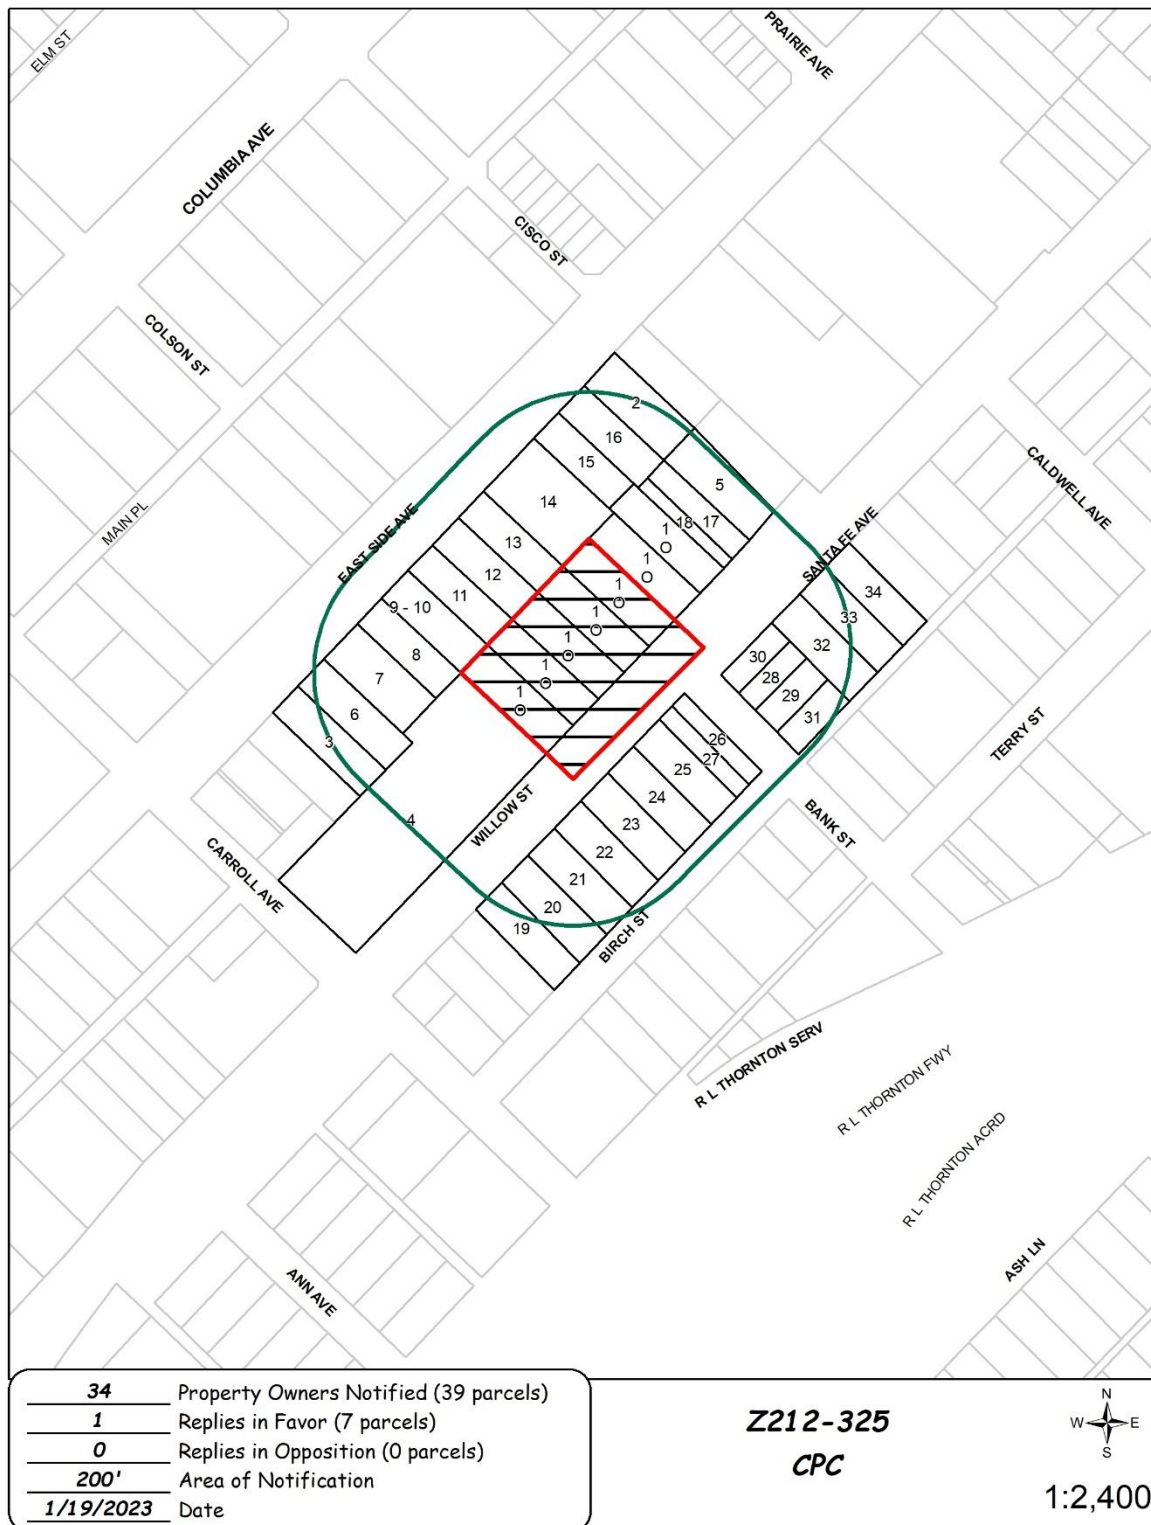 ELM ST
PRAIRIE AVE
COLUMBIA AVE
CISCO ST
COLSON ST
MAIN PL
EAST SIDE AVE
CALDWELL AVE
SANTA FE AVE
2
16
15
5
14
1
18
17
13
1
12
1
34
11
1
33
9 - 10
1
32
8
30
7
1
28
1
29
6
31
3
26
27
25
24
4
WILLOW ST
23
22
21
20
19
TERRY ST
BANK ST
CARROLL AVE
BIRCH ST
R L THORNTON SERV
R L THORNTON FWY
R L THORNTON ACRD
ASH LN
ANN AVE
34 Property Owners Notified (39 parcels)
1 Replies in Favor (7 parcels)
0 Replies in Opposition (0 parcels)
200' Area of Notification
1/19/2023 Date
Z212-325
CPC
N
W E
S
1:2,400